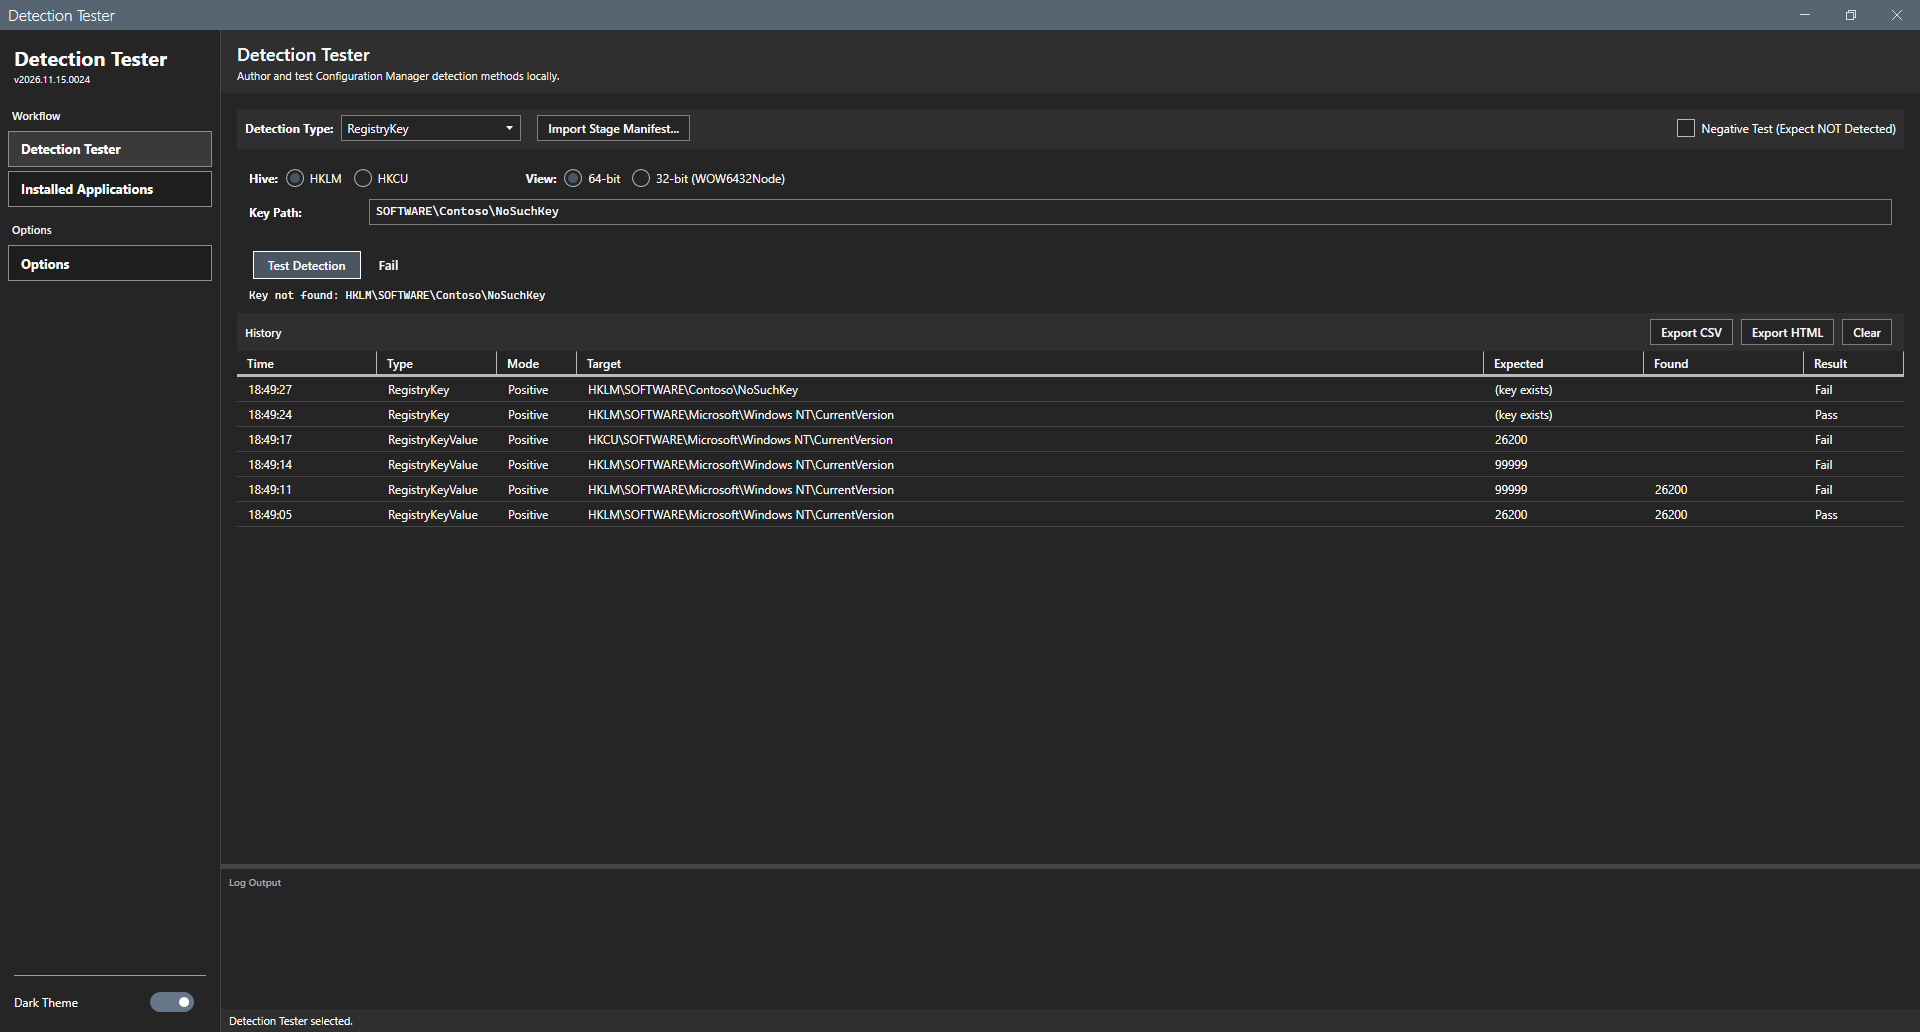 Detection Tester
Detection Tester
v2026.11.15.0024
Workflow
Detection Tester
Installed Applications
Options
Options
Dark Theme
Detection Tester
Author and test Configuration Manager detection methods locally.
Detection Type: RegistryKey Import Stage Manifest... Negative Test (Expect NOT Detected)
Hive: HKLM HKCU View: 64-bit 32-bit (WOW6432Node)
Key Path: SOFTWARE\Contoso\NoSuchKey
Test Detection Fail
Key not found: HKLM\SOFTWARE\Contoso\NoSuchKey
History Export CSV Export HTML Clear
Time Type Mode Target Expected Found Result
18:49:27 RegistryKey Positive HKLM\SOFTWARE\Contoso\NoSuchKey (key exists) Fail
18:49:24 RegistryKey Positive HKLM\SOFTWARE\Microsoft\Windows NT\CurrentVersion (key exists) Pass
18:49:17 RegistryKeyValue Positive HKCU\SOFTWARE\Microsoft\Windows NT\CurrentVersion 26200 Fail
18:49:14 RegistryKeyValue Positive HKLM\SOFTWARE\Microsoft\Windows NT\CurrentVersion 99999 Fail
18:49:11 RegistryKeyValue Positive HKLM\SOFTWARE\Microsoft\Windows NT\CurrentVersion 99999 26200 Fail
18:49:05 RegistryKeyValue Positive HKLM\SOFTWARE\Microsoft\Windows NT\CurrentVersion 26200 26200 Pass
Log Output
Detection Tester selected.